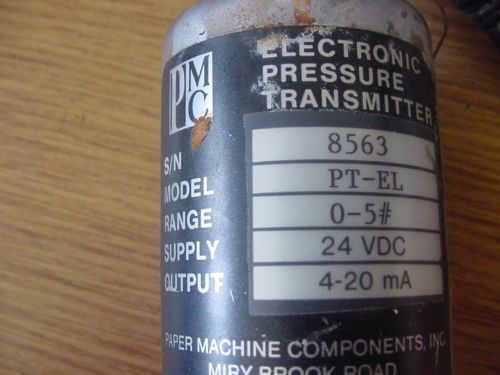 PMC
ELECTRONIC
PRESSURE
TRANSMITTER
S/N 8563
MODEL PT-EL
RANGE 0-5#
SUPPLY 24 VDC
OUTPUT 4-20 mA
PAPER MACHINE COMPONENTS, INC
MIRY BROOK ROAD